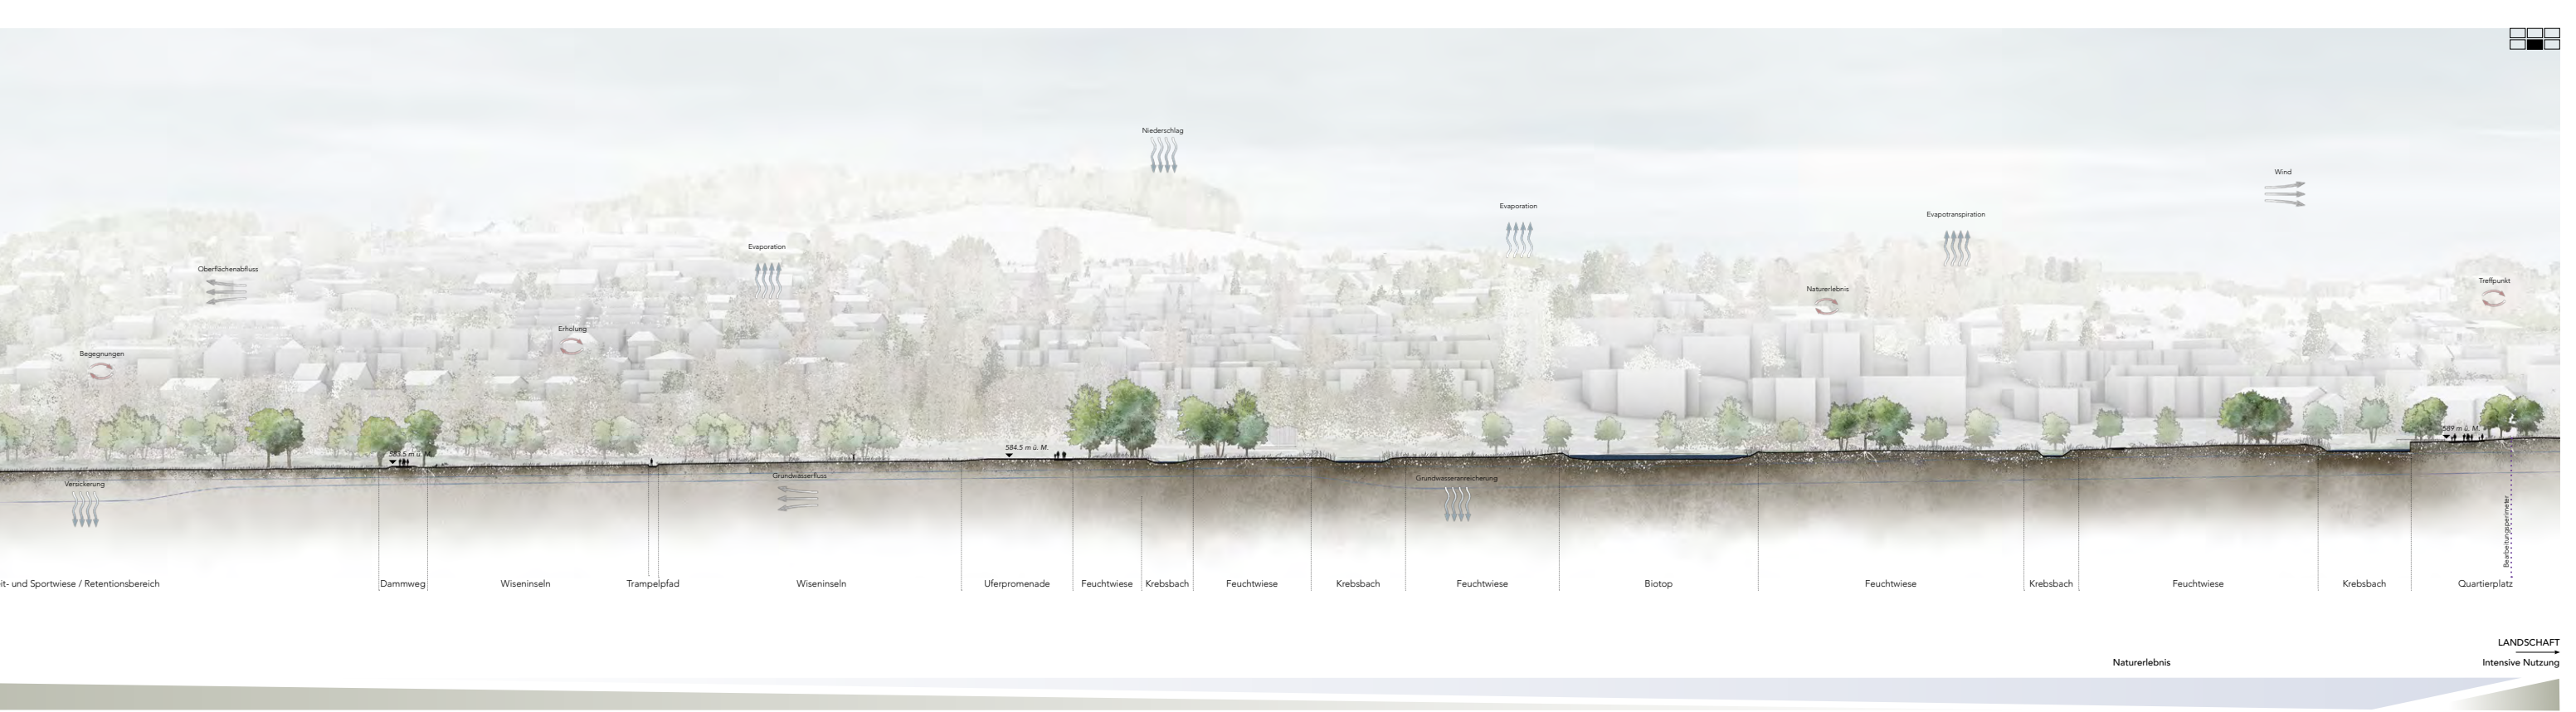 Niederschlag
Wind
Evaporation
Evapotranspiration
Evaporation
Oberflächenabfluss
Treffpunkt
Naturerlebnis
Erholung
Begegnungen
589 m ü. M.
584.5 m ü. M.
583.5 m ü. M.
Versickerung
Grundwasserfluss
Grundwasseranreicherung
Bearbeitungsperimeter
it- und Sportwiese / Retentionsbereich
Dammweg
Wiseninseln
Trampelpfad
Wiseninseln
Uferpromenade
Feuchtwiese
Krebsbach
Feuchtwiese
Krebsbach
Feuchtwiese
Biotop
Feuchtwiese
Krebsbach
Feuchtwiese
Krebsbach
Quartierplatz
LANDSCHAFT
Naturerlebnis
Intensive Nutzung